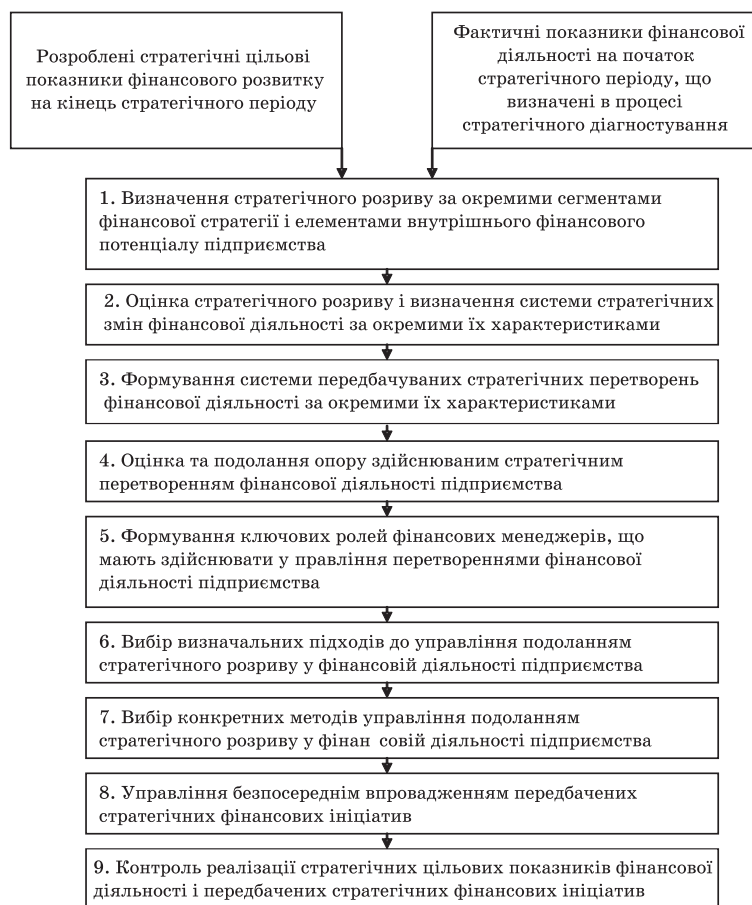 Розроблені стратегічні цільові
показники фінансового розвитку
на кінець стратегічного періоду
Фактичні показники фінансової
діяльності на початок
стратегічного періоду, що
визначені в процесі
стратегічного діагностування
1. Визначення стратегічного розриву за окремими сегментами
фінансової стратегії і елементами внутрішнього фінансового
потенціалу підприємства
2. Оцінка стратегічного розриву і визначення системи стратегічних
змін фінансової діяльності за окремими їх характеристиками
3. Формування системи передбачуваних стратегічних перетворень
фінансової діяльності за окремими їх характеристиками
4. Оцінка та подолання опору здійснюваним стратегічним
перетворенням фінансової діяльності підприємства
5. Формування ключових ролей фінансових менеджерів, що
мають здійснювати у правління перетвореннями фінансової
діяльності підприємства
6. Вибір визначальних підходів до управління подоланням
стратегічного розриву у фінансовій діяльності підприємства
7. Вибір конкретних методів управління подоланням
стратегічного розриву у фінан совій діяльності підприємства
8. Управління безпосереднім впровадженням передбачених
стратегічних фінансових ініціатив
9. Контроль реалізації стратегічних цільових показників фінансової
діяльності і передбачених стратегічних фінансових ініціатив